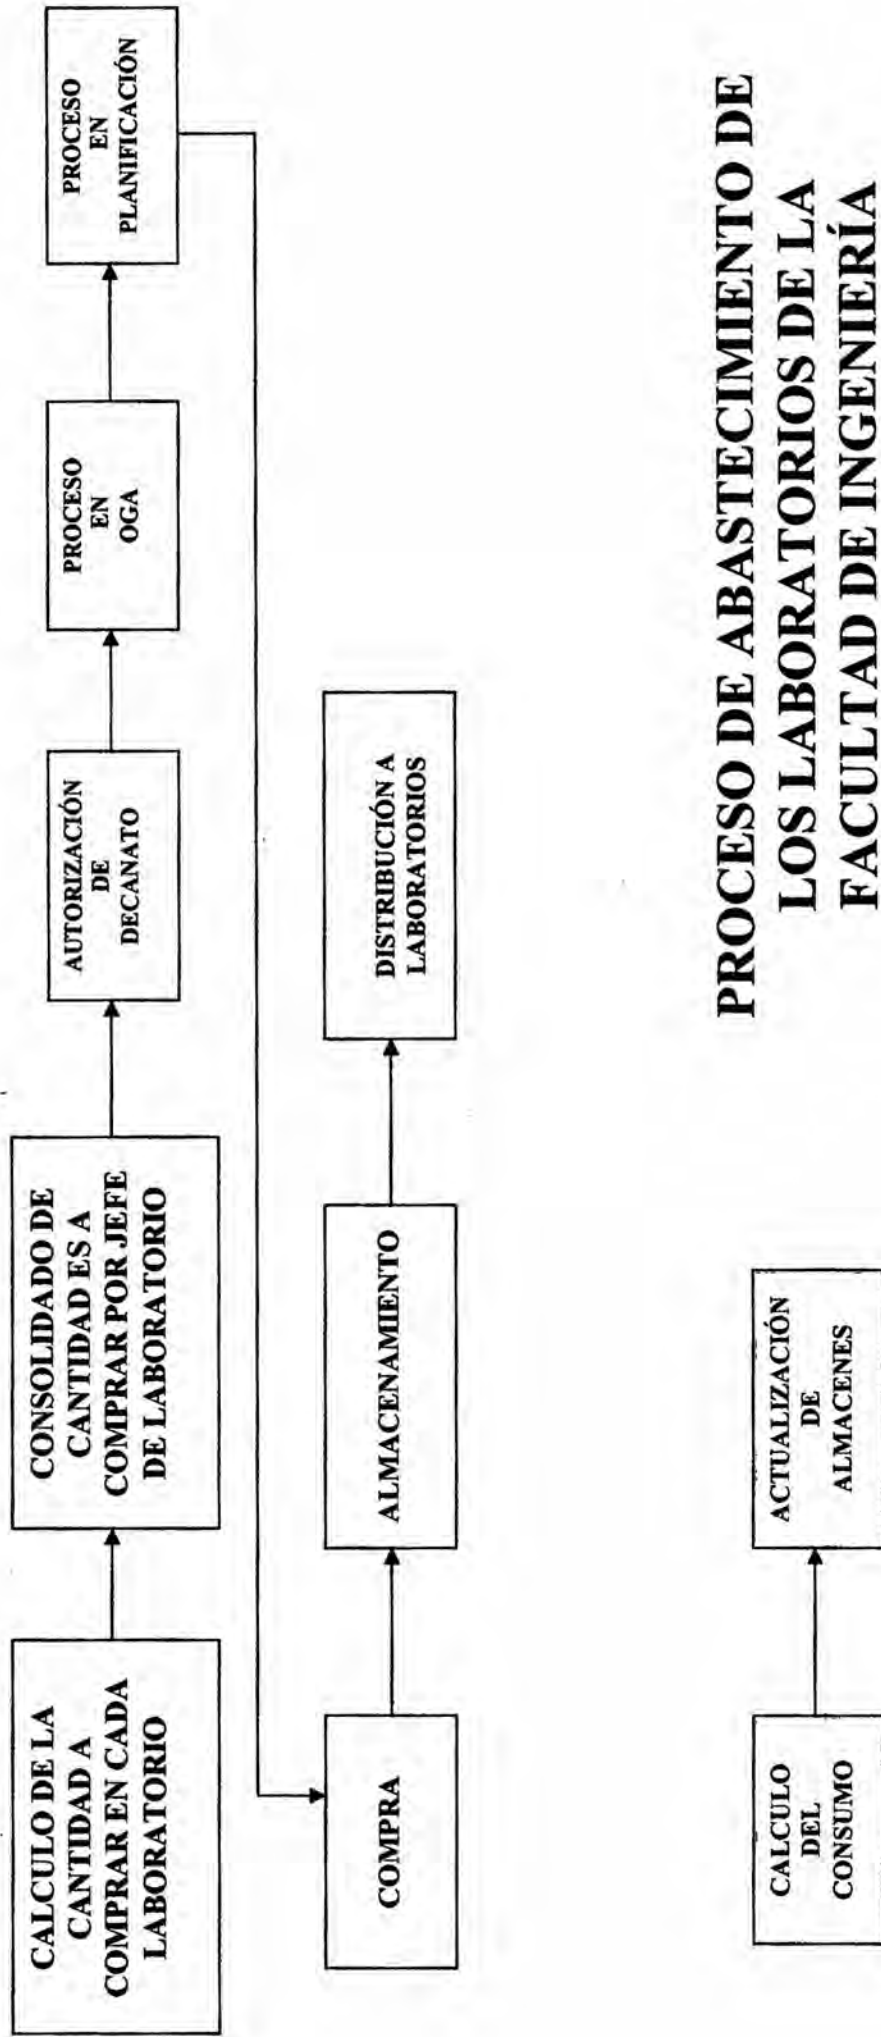 CALCULO DE LA
CANTIDAD A
COMPRAR EN CADA
LABORATORIO
CONSOLIDADO DE
CANTIDAD ES A
COMPRAR POR JEFE
DE LABORATORIO
AUTORIZACIÓN
DE
DECANATO
PROCESO
EN
OGA
PROCESO
EN
PLANIFICACIÓN
COMPRA
ALMACENAMIENTO
DISTRIBUCIÓN A
LABORATORIOS
CALCULO
DEL
CONSUMO
ACTUALIZACIÓN
DE
ALMACENES
PROCESO DE ABASTECIMIENTO DE
LOS LABORATORIOS DE LA
FACULTAD DE INGENIERÍA